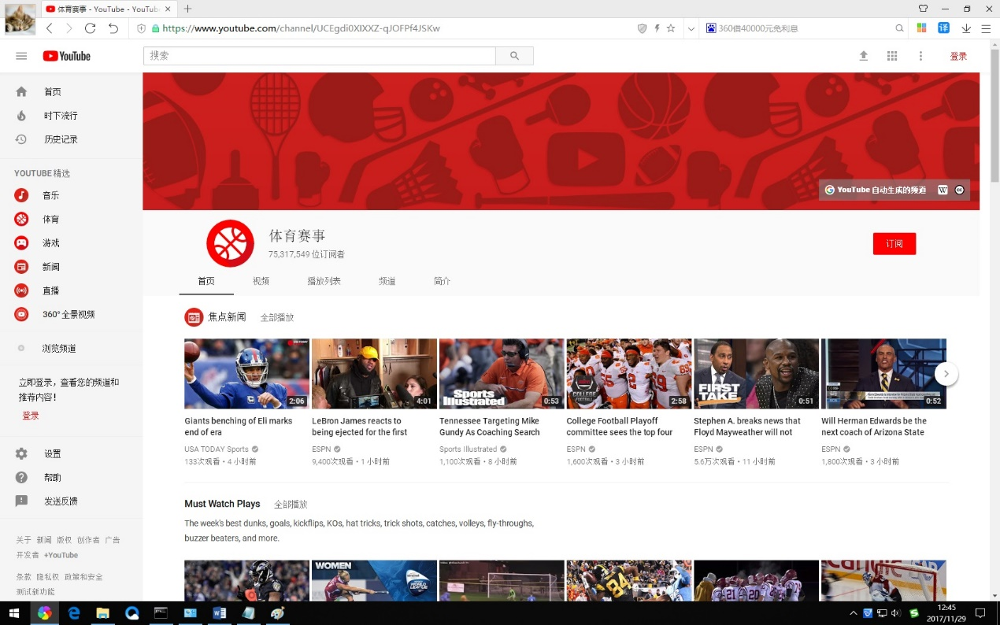 体育赛事 - YouTube - YouTub
https://www.youtube.com/channel/UCEgdi0XIXXZ-qJOFPf4JSKw
360借40000元免利息
译
YouTube
搜索
登录
首页
时下流行
历史记录
YOUTUBE 精选
音乐
体育
游戏
新闻
直播
360° 全景视频
浏览频道
立即登录，查看您的频道和
推荐内容！
登录
设置
帮助
发送反馈
关于 新闻 版权 创作者 广告
开发者 +YouTube
条款 隐私权 政策和安全
测试新功能
YouTube 自动生成的频道
W
cc
体育赛事
75,317,549 位订阅者
订阅
首页 视频 播放列表 频道 简介
焦点新闻 全部播放
2:06
Giants benching of Eli marks
end of era
USA TODAY Sports
133次观看 • 4 小时前
4:01
LeBron James reacts to
being ejected for the first
ESPN
9,400次观看 • 1 小时前
Sports
Illustrated
0:53
Tennessee Targeting Mike
Gundy As Coaching Search
Sports Illustrated
1,100次观看 • 8 小时前
COLLEGE
FOOTBALL
2:58
College Football Playoff
committee sees the top four
ESPN
1,600次观看 • 3 小时前
FIRST
TAKE
0:51
Stephen A. breaks news that
Floyd Mayweather will not
ESPN
5.6万次观看 • 11 小时前
0:52
Will Herman Edwards be the
next coach of Arizona State
ESPN
1,800次观看 • 3 小时前
Must Watch Plays 全部播放
The week's best dunks, goals, kickflips, KOs, hat tricks, trick shots, catches, volleys, fly-throughs,
buzzer beaters, and more.
WOMEN
WORLD
LEAGUE
84
12:45
2017/11/29